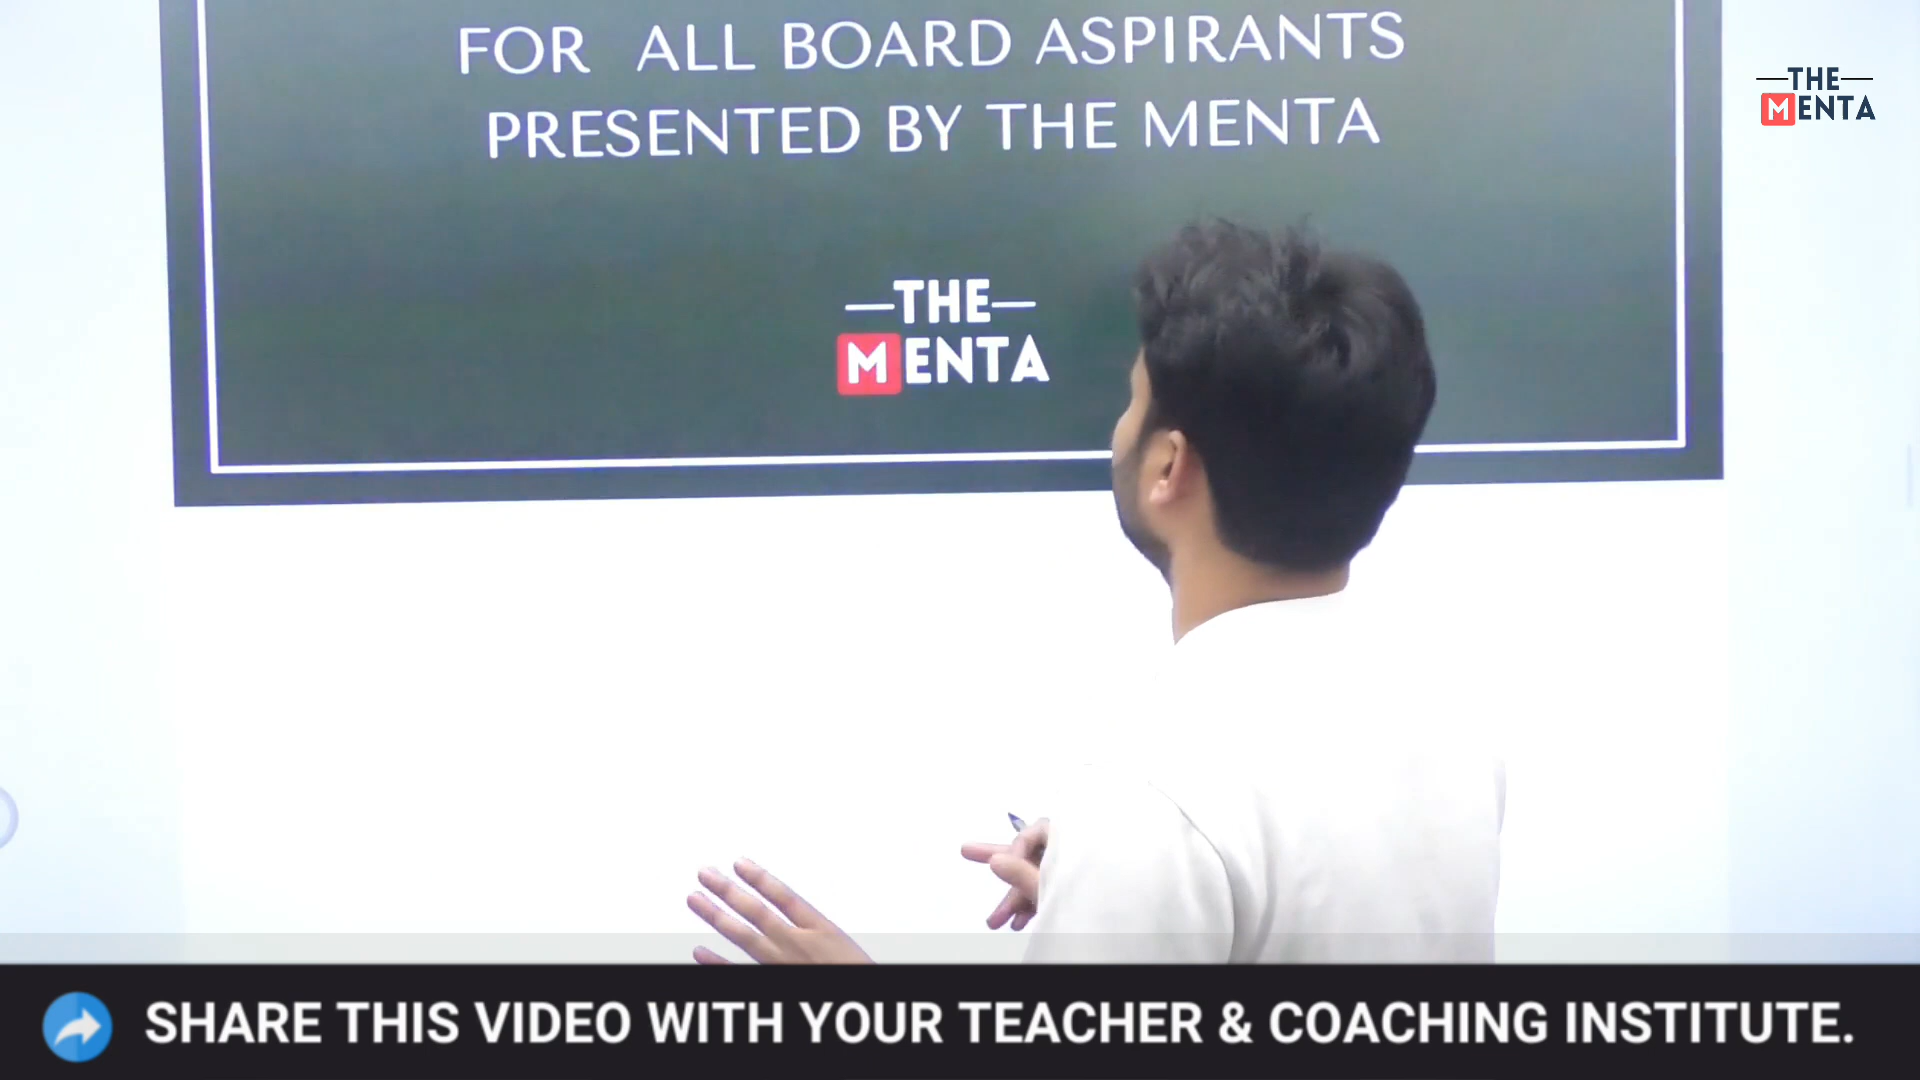 FOR ALL BOARD ASPIRANTS
PRESENTED BY THE MENTA
THE
MENTA
THE
MENTA
SHARE THIS VIDEO WITH YOUR TEACHER & COACHING INSTITUTE.